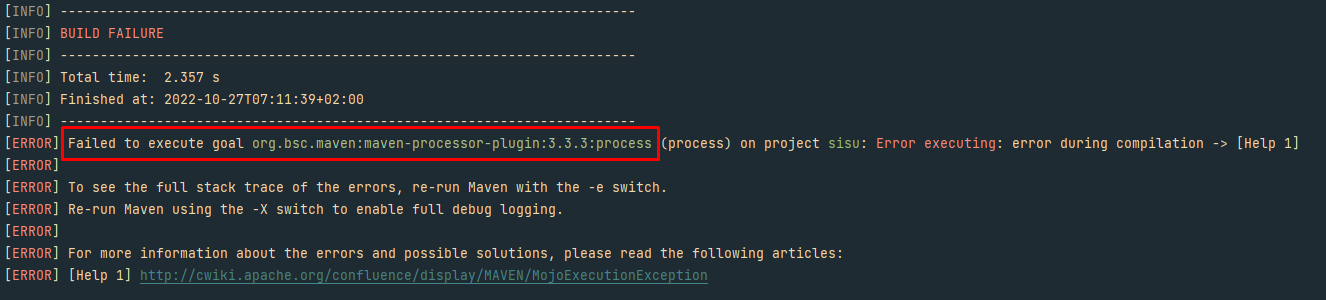 [INFO] ------------------------------------------------------------------------
[INFO] BUILD FAILURE
[INFO] ------------------------------------------------------------------------
[INFO] Total time:  2.357 s
[INFO] Finished at: 2022-10-27T07:11:39+02:00
[INFO] ------------------------------------------------------------------------
[ERROR] Failed to execute goal org.bsc.maven:maven-processor-plugin:3.3.3:process (process) on project sisu: Error executing: error during compilation -> [Help 1]
[ERROR]
[ERROR] To see the full stack trace of the errors, re-run Maven with the -e switch.
[ERROR] Re-run Maven using the -X switch to enable full debug logging.
[ERROR]
[ERROR] For more information about the errors and possible solutions, please read the following articles:
[ERROR] [Help 1] http://cwiki.apache.org/confluence/display/MAVEN/MojoExecutionException